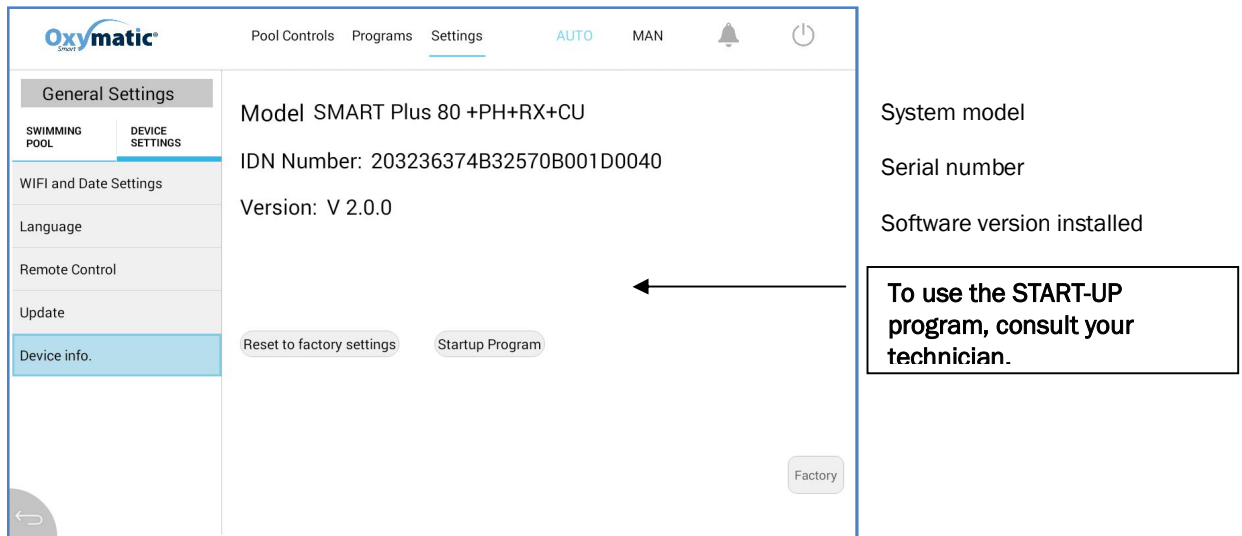 Oxymatic®
Smart
Pool Controls Programs Settings AUTO MAN
General Settings
SWIMMING POOL
DEVICE SETTINGS
WIFI and Date Settings
Language
Remote Control
Update
Device info.
Model SMART Plus 80 +PH+RX+CU
IDN Number: 203236374B32570B001D0040
Version: V 2.0.0
Reset to factory settings
Startup Program
Factory
System model
Serial number
Software version installed
To use the START-UP
program, consult your
technician.